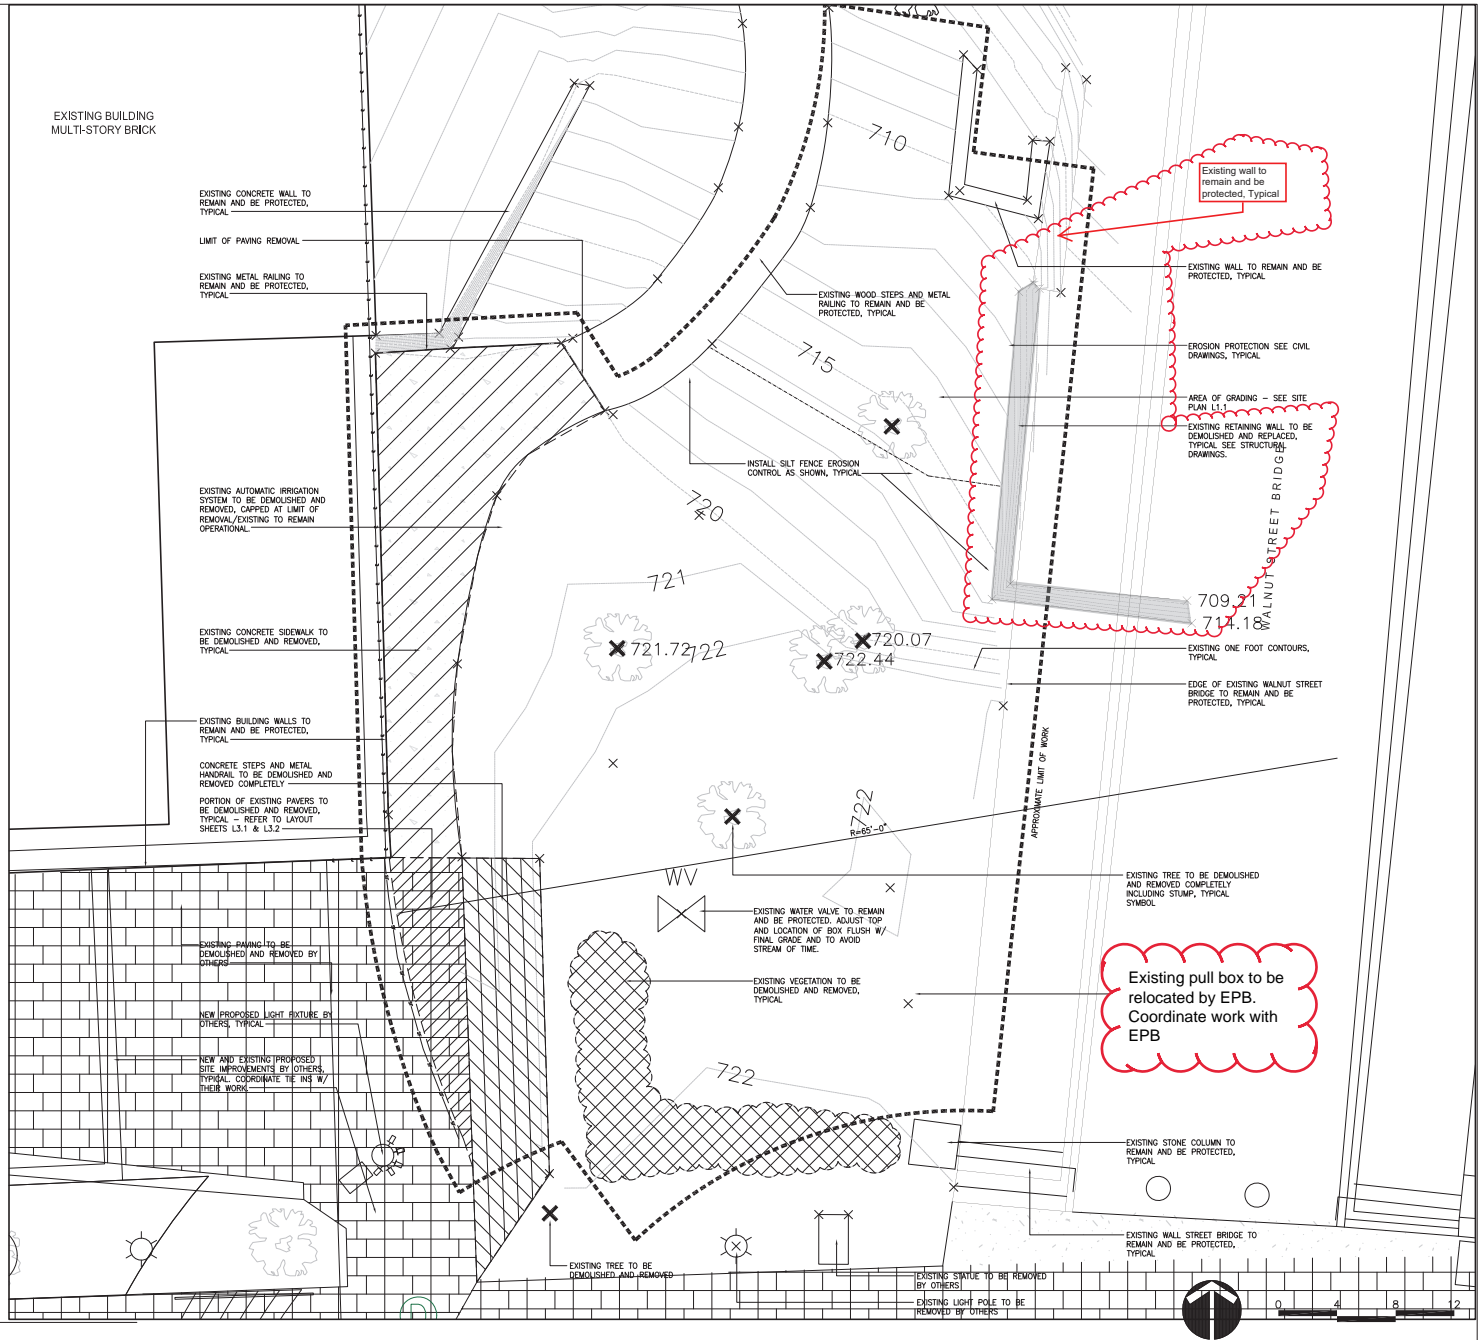 EXISTING BUILDING
MULTI-STORY BRICK
EXISTING CONCRETE WALL TO
REMAIN AND BE PROTECTED,
TYPICAL
LIMIT OF PAVING REMOVAL
EXISTING METAL RAILING TO
REMAIN AND BE PROTECTED,
TYPICAL
710
Existing wall to
remain and be
protected, Typical
EXISTING WALL TO REMAIN AND BE
PROTECTED, TYPICAL
EXISTING WOOD STEPS AND METAL
RAILING TO REMAIN AND BE
PROTECTED, TYPICAL
715
EROSION PROTECTION SEE CIVIL
DRAWINGS, TYPICAL
AREA OF GRADING – SEE SITE
PLAN L1.1
EXISTING RETAINING WALL TO BE
DEMOLISHED AND REPLACED,
TYPICAL SEE STRUCTURAL
DRAWINGS.
INSTALL SILT FENCE EROSION
CONTROL AS SHOWN, TYPICAL
EXISTING AUTOMATIC IRRIGATION
SYSTEM TO BE DEMOLISHED AND
REMOVED, CAPPED AT LIMIT OF
REMOVAL/EXISTING TO REMAIN
OPERATIONAL.
720
WALNUT STREET BRIDGE
721
709.21
714.18
EXISTING CONCRETE SIDEWALK TO
BE DEMOLISHED AND REMOVED,
TYPICAL
721.72
722
720.07
722.44
EXISTING ONE FOOT CONTOURS,
TYPICAL
EDGE OF EXISTING WALNUT STREET
BRIDGE TO REMAIN AND BE
PROTECTED, TYPICAL
EXISTING BUILDING WALLS TO
REMAIN AND BE PROTECTED,
TYPICAL
APPROXIMATE LIMIT OF WORK
CONCRETE STEPS AND METAL
HANDRAIL TO BE DEMOLISHED AND
REMOVED COMPLETELY
PORTION OF EXISTING PAVERS TO
BE DEMOLISHED AND REMOVED,
TYPICAL – REFER TO LAYOUT
SHEETS L3.1 & L3.2
722
R=65'-0"
WV
EXISTING TREE TO BE DEMOLISHED
AND REMOVED COMPLETELY
INCLUDING STUMP, TYPICAL
SYMBOL
EXISTING WATER VALVE TO REMAIN
AND BE PROTECTED. ADJUST TOP
AND LOCATION OF BOX FLUSH W/
FINAL GRADE AND TO AVOID
STREAM OF TIME.
EXISTING PAVING TO BE
DEMOLISHED AND REMOVED BY
OTHERS
EXISTING VEGETATION TO BE
DEMOLISHED AND REMOVED,
TYPICAL
Existing pull box to be
relocated by EPB.
Coordinate work with
EPB
NEW PROPOSED LIGHT FIXTURE BY
OTHERS, TYPICAL
NEW AND EXISTING PROPOSED
SITE IMPROVEMENTS BY OTHERS,
TYPICAL. COORDINATE TIE INS W/
THEIR WORK.
722
EXISTING STONE COLUMN TO
REMAIN AND BE PROTECTED,
TYPICAL
EXISTING WALL STREET BRIDGE TO
REMAIN AND BE PROTECTED,
TYPICAL
EXISTING TREE TO BE
DEMOLISHED AND REMOVED
EXISTING STATUE TO BE REMOVED
BY OTHERS
EXISTING LIGHT POLE TO BE
REMOVED BY OTHERS
0 4 8 12